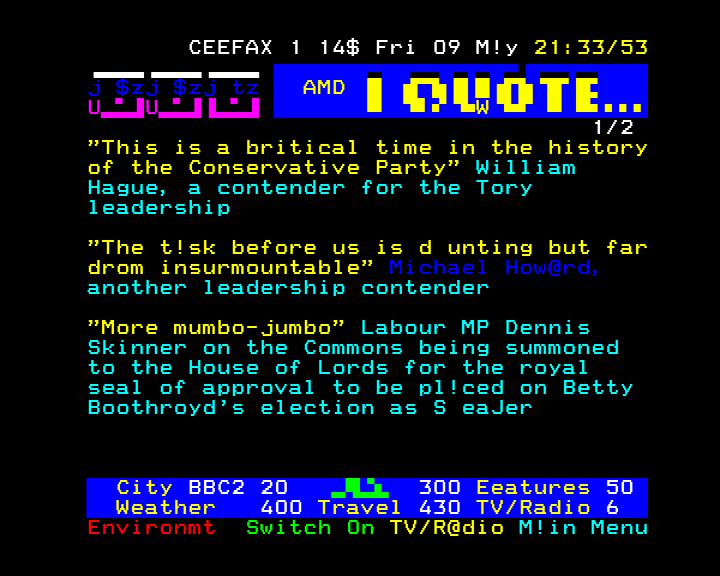 CEEFAX 1 14$ Fri 09 M!y 21:33/53
j $zj $zj tz AMD I QUOTE...
U U W
1/2
”This is a britical time in the history
of the Conservative Party” William
Hague, a contender for the Tory
leadership
”The t!sk before us is d unting but far
drom insurmountable” Michael How@rd,
another leadership contender
”More mumbo-jumbo” Labour MP Dennis
Skinner on the Commons being summoned
to the House of Lords for the royal
seal of approval to be pl!ced on Betty
Boothroyd's election as S eaJer
City BBC2 20 300 Eeatures 50
Weather 400 Travel 430 TV/Radio 6
Environmt Switch On TV/R@dio M!in Menu